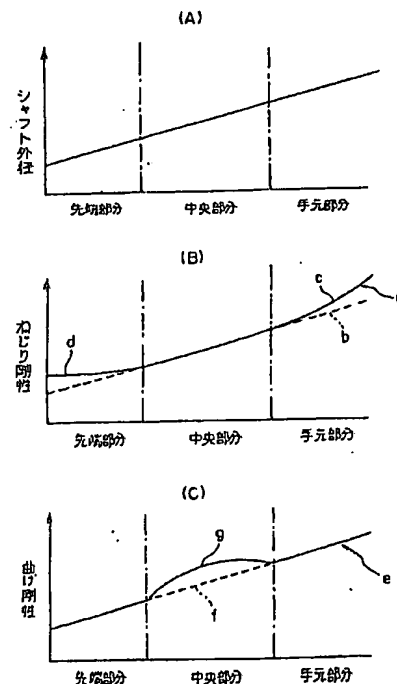 (A)
シャフト外径
先端部分 中央部分 手元部分
(B)
ねじり剛性
d
c
b
先端部分 中央部分 手元部分
(C)
曲げ剛性
g
f
e
先端部分 中央部分 手元部分